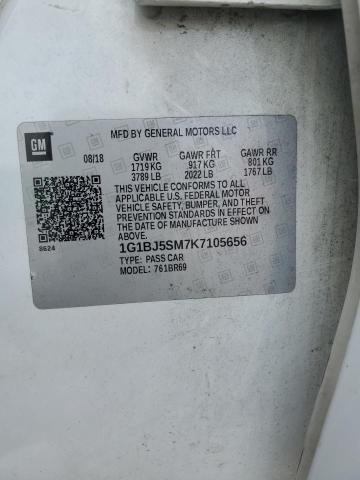 GM
MFD BY GENERAL MOTORS LLC
08/18 GVWR GAWR FRT GAWR RR
1719 KG 917 KG 801 KG
3789 LB 2022 LB 1767 LB
THIS VEHICLE CONFORMS TO ALL
APPLICABLE U.S. FEDERAL MOTOR
VEHICLE SAFETY, BUMPER, AND THEFT
PREVENTION STANDARDS IN EFFECT ON
THE DATE OF MANUFACTURE SHOWN
ABOVE.
8624
1G1BJ5SM7K7105656
TYPE: PASS CAR
MODEL: 761BR69